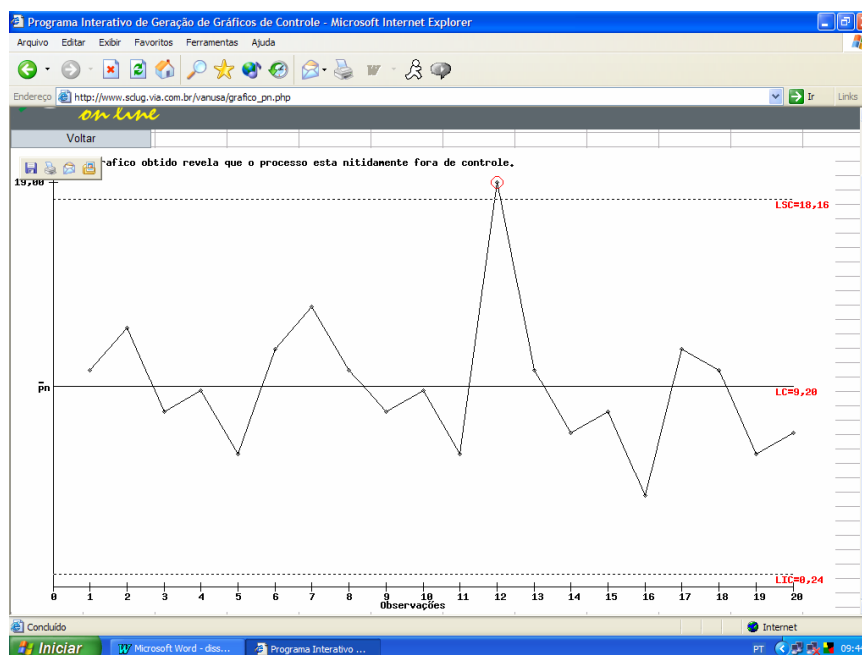 Programa Interativo de Geração de Gráficos de Controle - Microsoft Internet Explorer
Arquivo Editar Exibir Favoritos Ferramentas Ajuda
Endereço http://www.sdug.via.com.br/vanusa/grafico_pn.php Ir Links
on line
Voltar
rafico obtido revela que o processo esta nitidamente fora de controle.
19,00
LSC=18,16
pn
LC=9,20
LIC=0,24
0 1 2 3 4 5 6 7 8 9 10 11 12 13 14 15 16 17 18 19 20
Observações
Concluído Internet
Iniciar Microsoft Word - diss... Programa Interativo ... PT 09:4